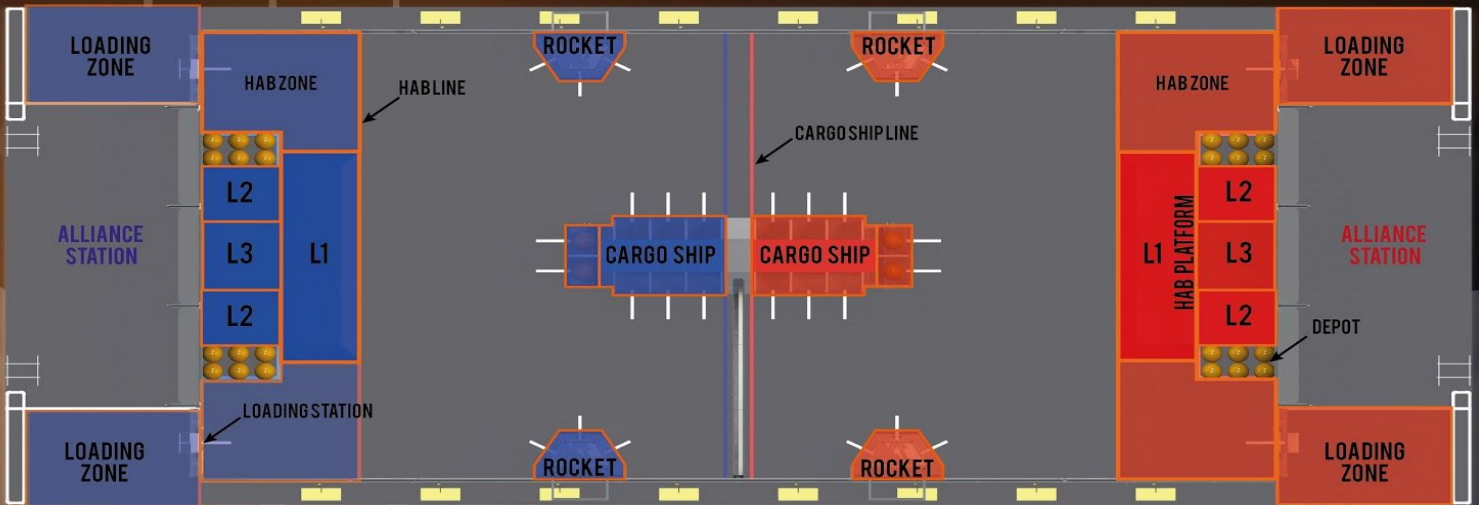 LOADING
ZONE
HAB ZONE
HAB LINE
ROCKET
ROCKET
HAB ZONE
LOADING
ZONE
CARGO SHIP LINE
L2
L3
L2
L1
ALLIANCE
STATION
CARGO SHIP
CARGO SHIP
L1
HAB PLATFORM
L2
L3
L2
ALLIANCE
STATION
DEPOT
LOADING STATION
LOADING
ZONE
ROCKET
ROCKET
LOADING
ZONE